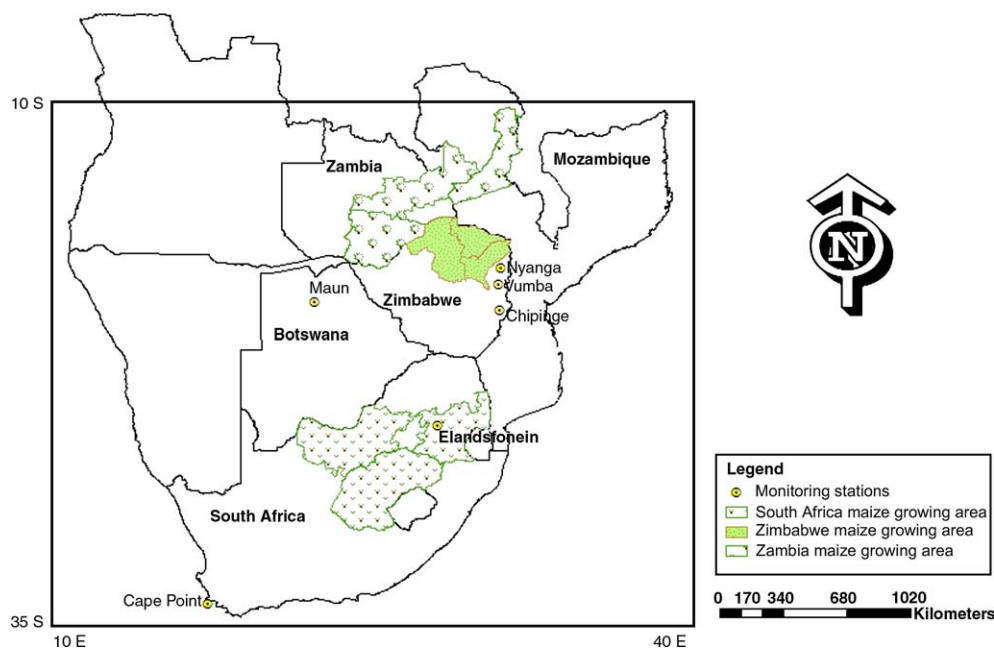 10 S
Zambia
Mozambique
Nyanga
Vumba
Maun
Zimbabwe
Chipinge
Botswana
Elandsfonein
South Africa
Cape Point
35 S
10 E
40 E
N
Legend
Monitoring stations
South Africa maize growing area
Zimbabwe maize growing area
Zambia maize growing area
0 170 340 680 1020
Kilometers